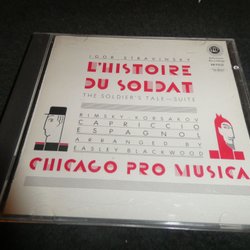 IGOR STRAVINSKY
L'HISTOIRE
DU SOLDAT
THE SOLDIER'S TALE—SUITE
RIMSKY-KORSAKOV
CAPRICCIO
ESPAGNOL
ARRANGED BY
EASLEY BLACKWOOD
CHICAGO PRO MUSICA